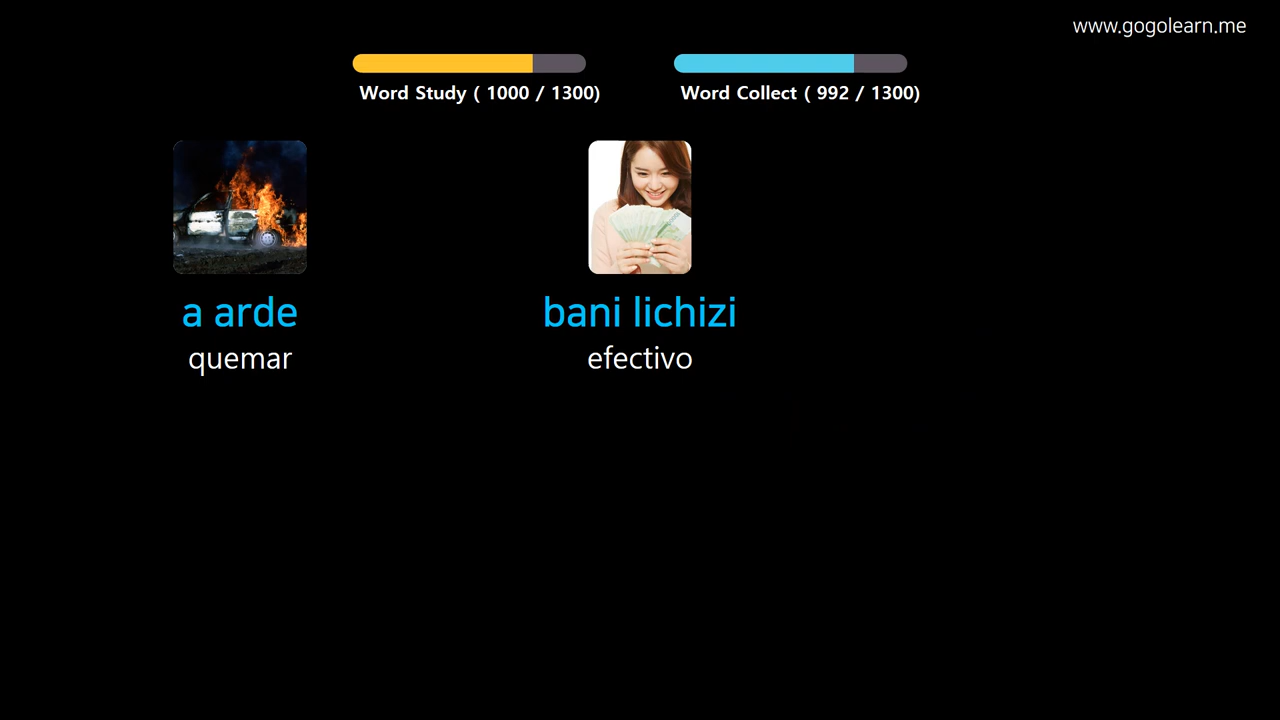 www.gogolearn.me
Word Study ( 1000 / 1300)
Word Collect ( 992 / 1300)
a arde
quemar
bani lichizi
efectivo